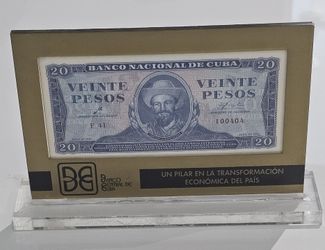 BANCO NACIONAL DE CUBA
20 20
VEINTE VEINTE
PESOS PESOS
E 41 100404
20 20
BANCO
CENTRAL DE
CUBA
UN PILAR EN LA TRANSFORMACIÓN
ECONÓMICA DEL PAÍS